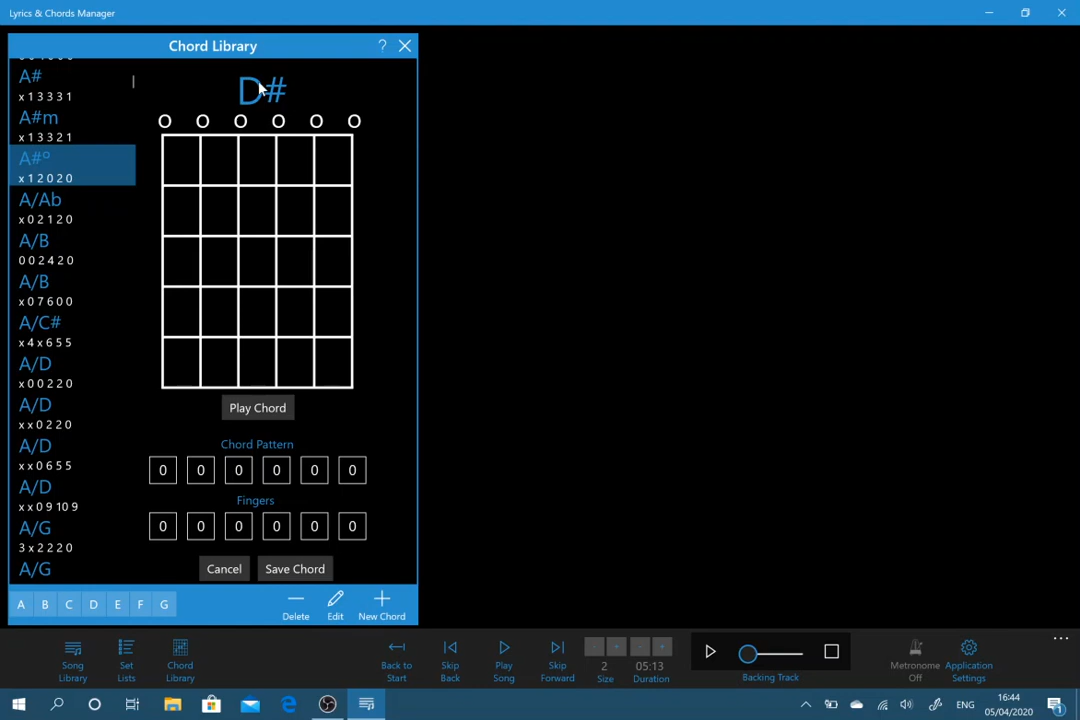 Lyrics & Chords Manager
Chord Library
?
A#
x 1 3 3 3 1
A#m
x 1 3 3 2 1
A#º
x 1 2 0 2 0
A/Ab
x 0 2 1 2 0
A/B
0 0 2 4 2 0
A/B
x 0 7 6 0 0
A/C#
x 4 x 6 5 5
A/D
x 0 0 2 2 0
A/D
x x 0 2 2 0
A/D
x x 0 6 5 5
A/D
x x 0 9 10 9
A/G
3 x 2 2 2 0
A/G
D#
O O O O O O
Play Chord
Chord Pattern
0 0 0 0 0 0
Fingers
0 0 0 0 0 0
Cancel Save Chord
A B C D E F G
Delete Edit New Chord
Song Library
Set Lists
Chord Library
Back to Start
Skip Back
Play Song
Skip Forward
2
Size
05:13
Duration
Backing Track
Metronome Off
Application Settings
ENG
16:44
05/04/2020
1